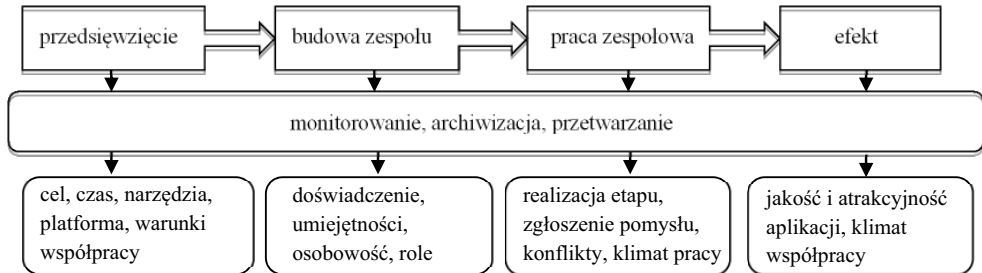 przedsięwzięcie
budowa zespołu
praca zespołowa
efekt
monitorowanie, archiwizacja, przetwarzanie
cel, czas, narzędzia,
platforma, warunki
współpracy
doświadczenie,
umiejętności,
osobowość, role
realizacja etapu,
zgłoszenie pomysłu,
konflikty, klimat pracy
jakość i atrakcyjność
aplikacji, klimat
współpracy